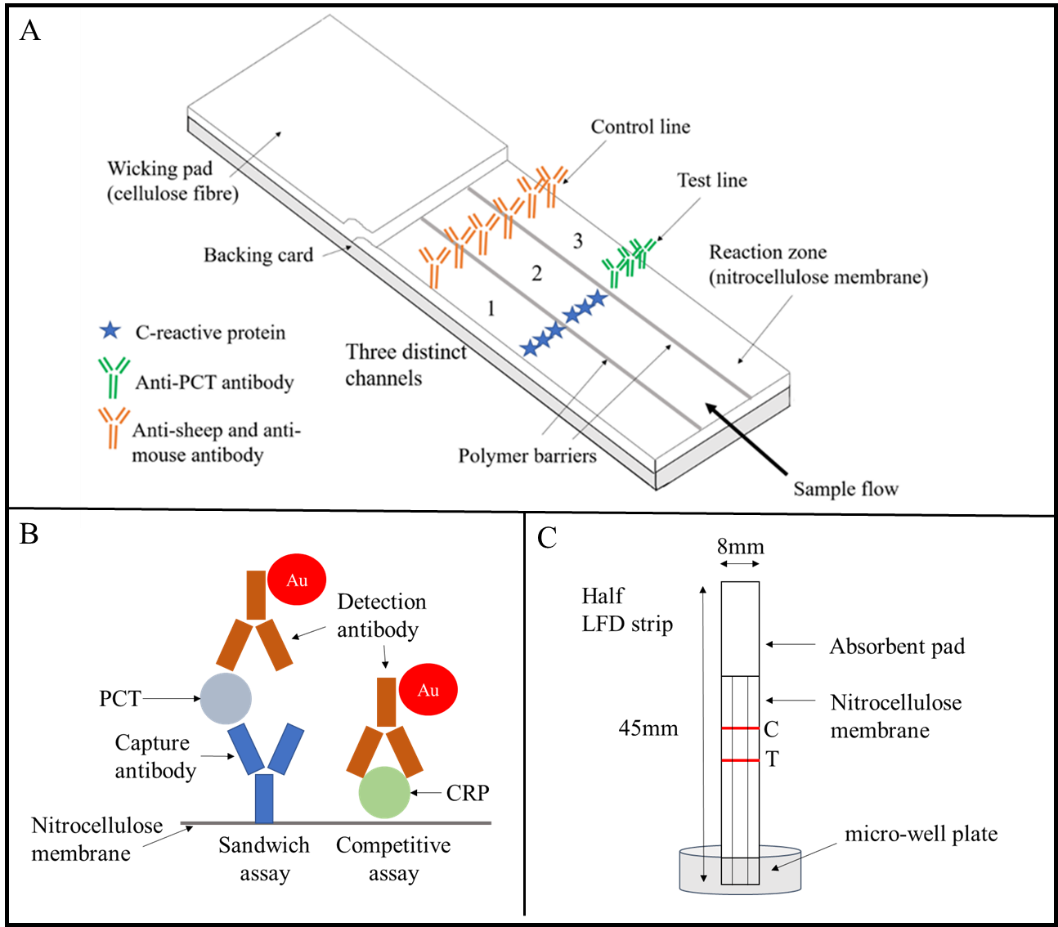 A
Control line
Test line
Wicking pad
(cellulose fibre)
Reaction zone
(nitrocellulose membrane)
Backing card
3
2
1
C-reactive protein
Three distinct
channels
Anti-PCT antibody
Anti-sheep and anti-
mouse antibody
Polymer barriers
Sample flow
B
Au
Detection
antibody
PCT
Au
Capture
antibody
CRP
Nitrocellulose
membrane
Sandwich
assay
Competitive
assay
C
8mm
Half
LFD strip
Absorbent pad
Nitrocellulose
membrane
45mm
C
T
micro-well plate